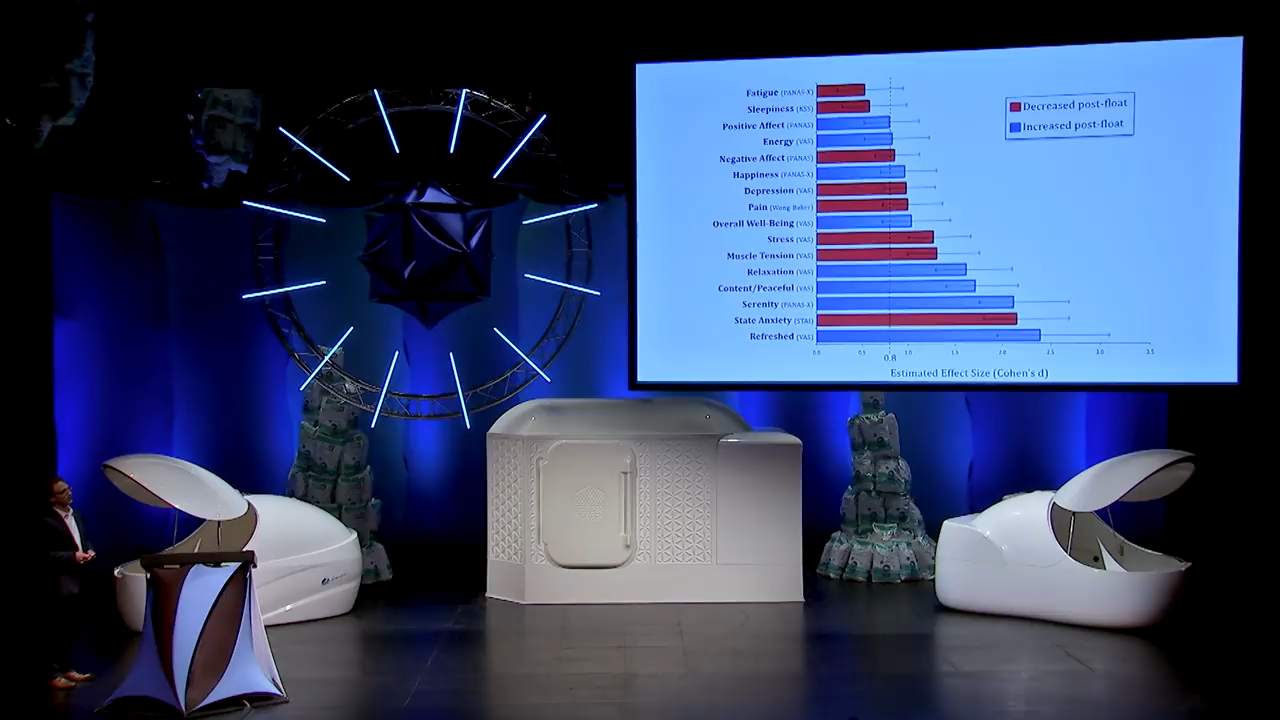 Fatigue (PANAS-X)
Sleepiness (KSS)
Positive Affect (PANAS)
Energy (VAS)
Negative Affect (PANAS)
Happiness (PANAS-X)
Depression (VAS)
Pain (Wong-Baker)
Overall Well-Being (VAS)
Stress (VAS)
Muscle Tension (VAS)
Relaxation (VAS)
Content/Peaceful (VAS)
Serenity (PANAS-X)
State Anxiety (STAI)
Refreshed (VAS)
Decreased post-float
Increased post-float
0.0 0.5 0.8 1.0 1.5 2.0 2.5 3.0 3.5
Estimated Effect Size (Cohen's d)